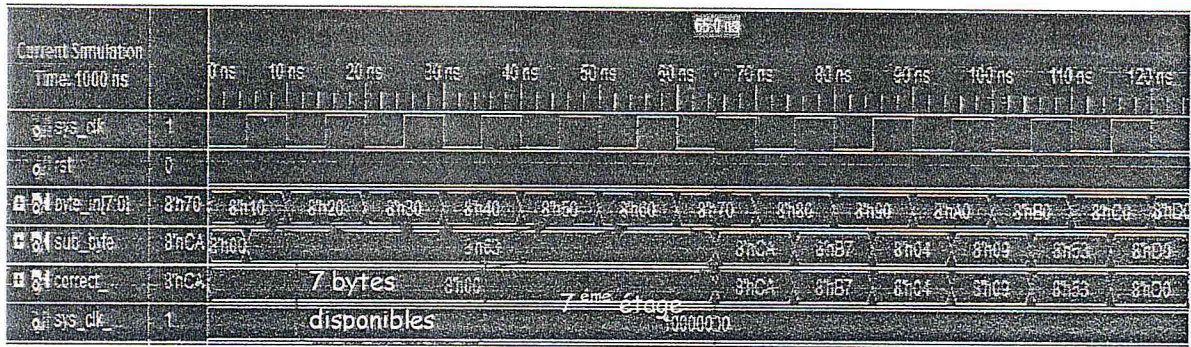 65.0 ns
Current Simulation
Time: 1000 ns
0 ns 10 ns 20 ns 30 ns 40 ns 50 ns 60 ns 70 ns 80 ns 90 ns 100 ns 110 ns 120 ns
sys_clk 1
rst 0
byte_in[7:0] 8'h70 8'h10 8'h20 8'h30 8'h40 8'h50 8'h60 8'h70 8'h80 8'h90 8'hA0 8'hB0 8'hC0
sub_byte 8'hCA 8'h00 8'h63 8'hCA 8'hB7 8'h04 8'h09 8'h53 8'hD0
correct_ 8'hCA 7 bytes 8'h00 8'hCA 8'hB7 8'h04 8'h09 8'h53 8'hD0
7ème étage
sys_clk_ 1 disponibles 10000000